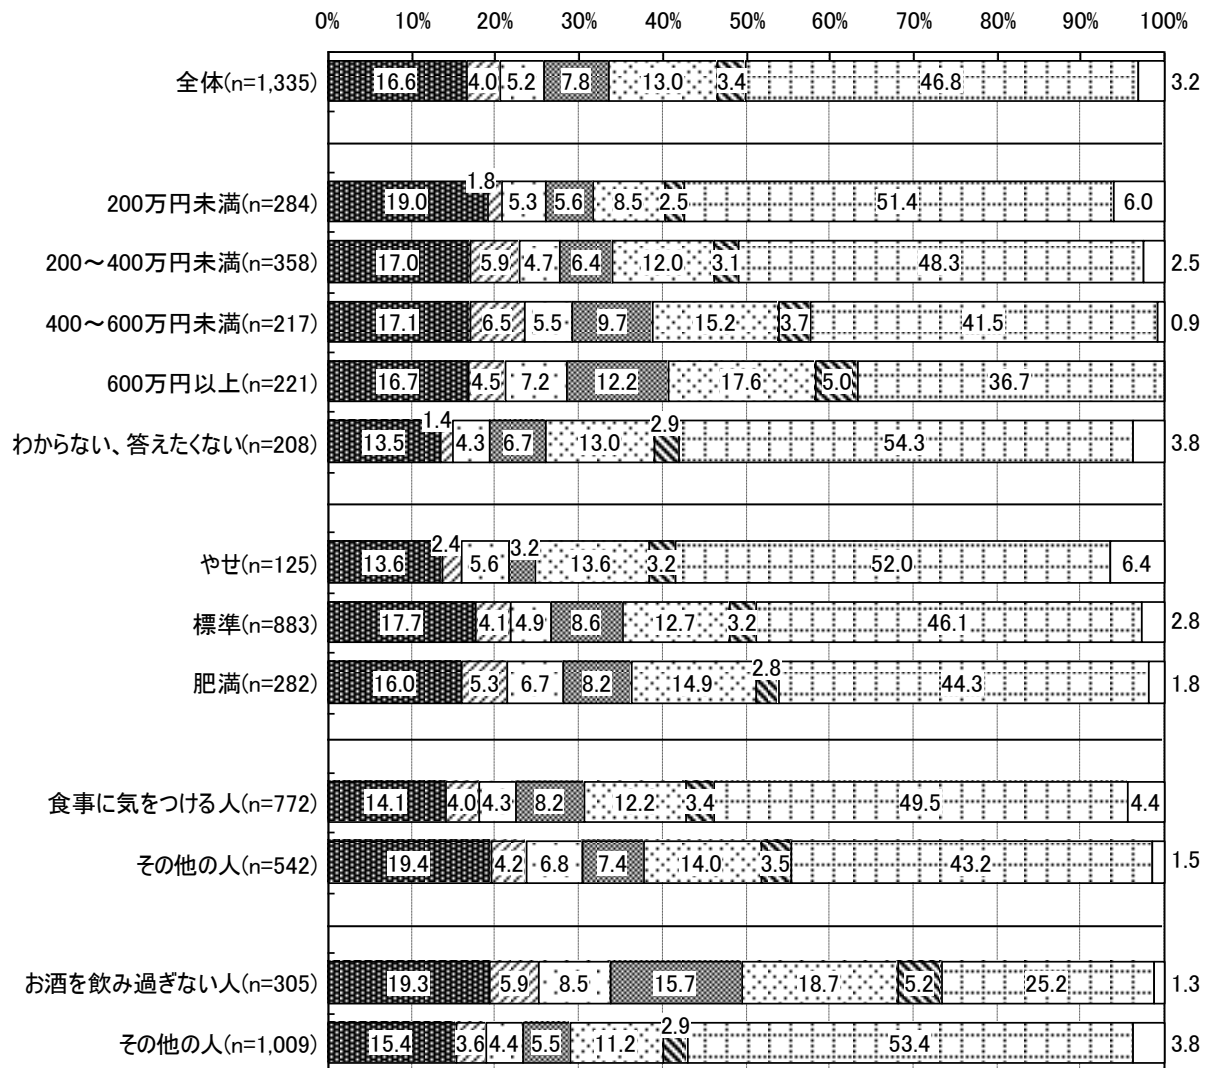 0% 10% 20% 30% 40% 50% 60% 70% 80% 90% 100%
全体(n=1,335) 16.6 4.0 5.2 7.8 13.0 3.4 46.8 3.2
200万円未満(n=284) 19.0 1.8 5.3 5.6 8.5 2.5 51.4 6.0
200～400万円未満(n=358) 17.0 5.9 4.7 6.4 12.0 3.1 48.3 2.5
400～600万円未満(n=217) 17.1 6.5 5.5 9.7 15.2 3.7 41.5 0.9
600万円以上(n=221) 16.7 4.5 7.2 12.2 17.6 5.0 36.7
わからない、答えたくない(n=208) 13.5 1.4 4.3 6.7 13.0 2.9 54.3 3.8
やせ(n=125) 13.6 2.4 5.6 3.2 13.6 3.2 52.0 6.4
標準(n=883) 17.7 4.1 4.9 8.6 12.7 3.2 46.1 2.8
肥満(n=282) 16.0 5.3 6.7 8.2 14.9 2.8 44.3 1.8
食事に気をつける人(n=772) 14.1 4.0 4.3 8.2 12.2 3.4 49.5 4.4
その他の人(n=542) 19.4 4.2 6.8 7.4 14.0 3.5 43.2 1.5
お酒を飲み過ぎない人(n=305) 19.3 5.9 8.5 15.7 18.7 5.2 25.2 1.3
その他の人(n=1,009) 15.4 3.6 4.4 5.5 11.2 2.9 53.4 3.8